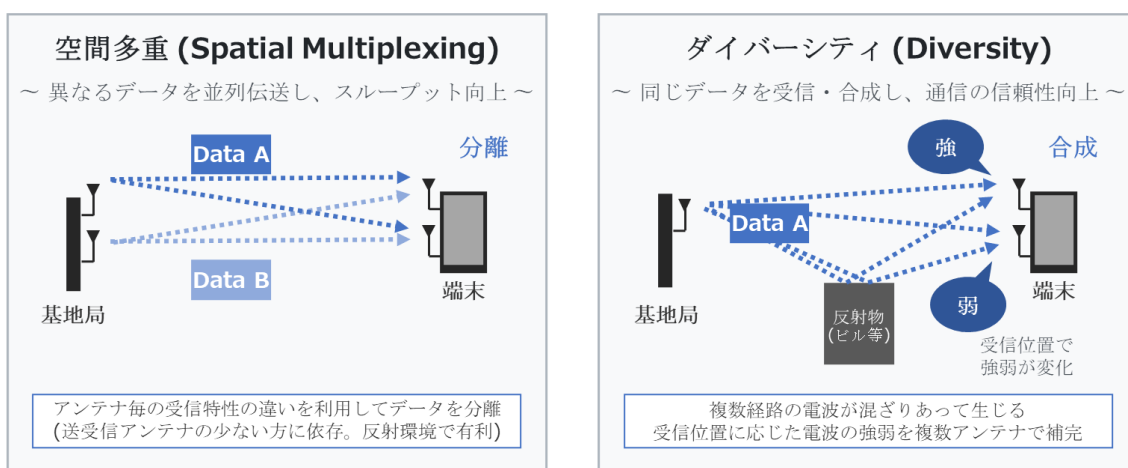 空間多重 (Spatial Multiplexing)
～ 異なるデータを並列伝送し、スループット向上 ～
Data A
分離
Data B
基地局
端末
アンテナ毎の受信特性の違いを利用してデータを分離
(送受信アンテナの少ない方に依存。反射環境で有利)
ダイバーシティ (Diversity)
～ 同じデータを受信・合成し、通信の信頼性向上 ～
強
合成
Data A
弱
端末
基地局
反射物
(ビル等)
受信位置で
強弱が変化
複数経路の電波が混ざりあって生じる
受信位置に応じた電波の強弱を複数アンテナで補完